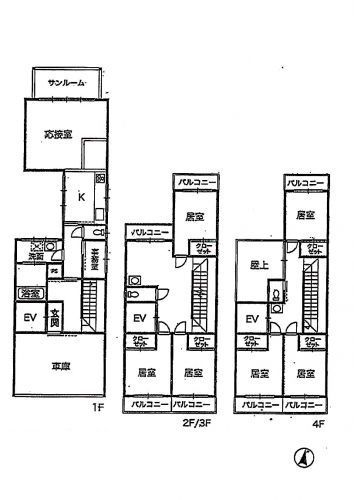 サンルーム
応接室
K
洗面
事務室
PS
浴室
EV
玄関
車庫
1F
バルコニー
居室
バルコニー
クローゼット
EV
クローゼット
クローゼット
居室
居室
バルコニー
バルコニー
2F/3F
バルコニー
居室
クローゼット
屋上
EV
クローゼット
クローゼット
居室
居室
バルコニー
バルコニー
4F